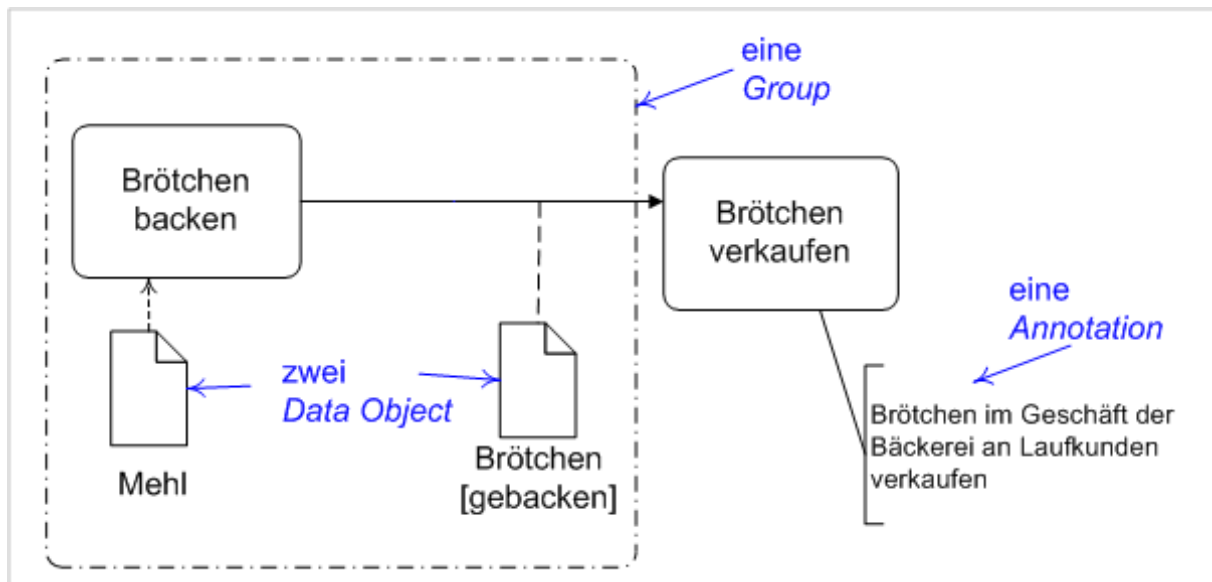 eine
Group
Brötchen
backen
Brötchen
verkaufen
eine
Annotation
zwei
Data Object
Mehl
Brötchen
[gebacken]
Brötchen im Geschäft der
Bäckerei an Laufkunden
verkaufen